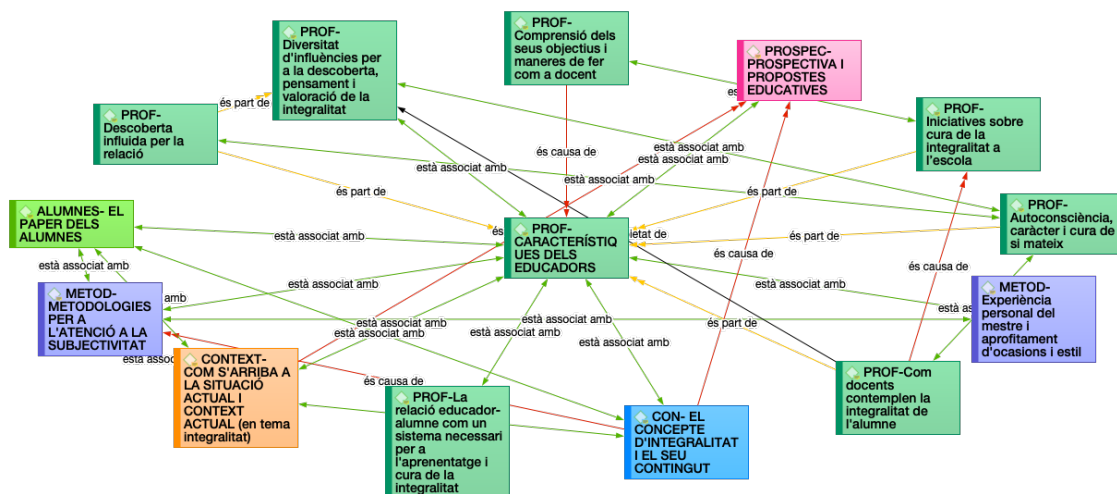 PROF-
Diversitat
d'influències per
a la descoberta,
pensament i
valoració de la
integralitat
PROF-
Comprensió dels
seus objectius i
maneres de fer
com a docent
PROSPEC-
PROSPECTIVA I
PROPOSTES
EDUCATIVES
PROF-
Descoberta
influida per la
relació
PROF-
Iniciatives sobre
cura de la
integralitat a
l'escola
és part de
està associat amb
és causa de
està associat amb
està associat amb
està associat amb
és part de
és part de
PROF-
Autoconsciència,
caràcter i cura de
si mateix
ALUMNES- EL
PAPER DELS
ALUMNES
està associat amb
PROF-
CARACTERÍSTIQ
UES DELS
EDUCADORS
ietat de
és part de
està associat amb
és causa de
és causa de
METOD-
METODOLOGIES
PER A
L'ATENCIÓ A LA
SUBJECTIVITAT
amb
està associat amb
està associat amb
METOD-
Experiència
personal del
mestre i
aprofitament
d'ocasions i estil
està associat amb
està associat amb
és part de
està associat amb
CONTEXT-
COM S'ARRIBA A
LA SITUACIÓ
ACTUAL I
CONTEXT
ACTUAL (en tema
integralitat)
és causa de
PROF-La
relació educador-
alumne com un
sistema necessari
per a
l'aprenentatge i
cura de la
integralitat
CON- EL
CONCEPTE
D'INTEGRALITAT
I EL SEU
CONTINGUT
PROF-Com
docents
contemplen la
integralitat de
l'alumne